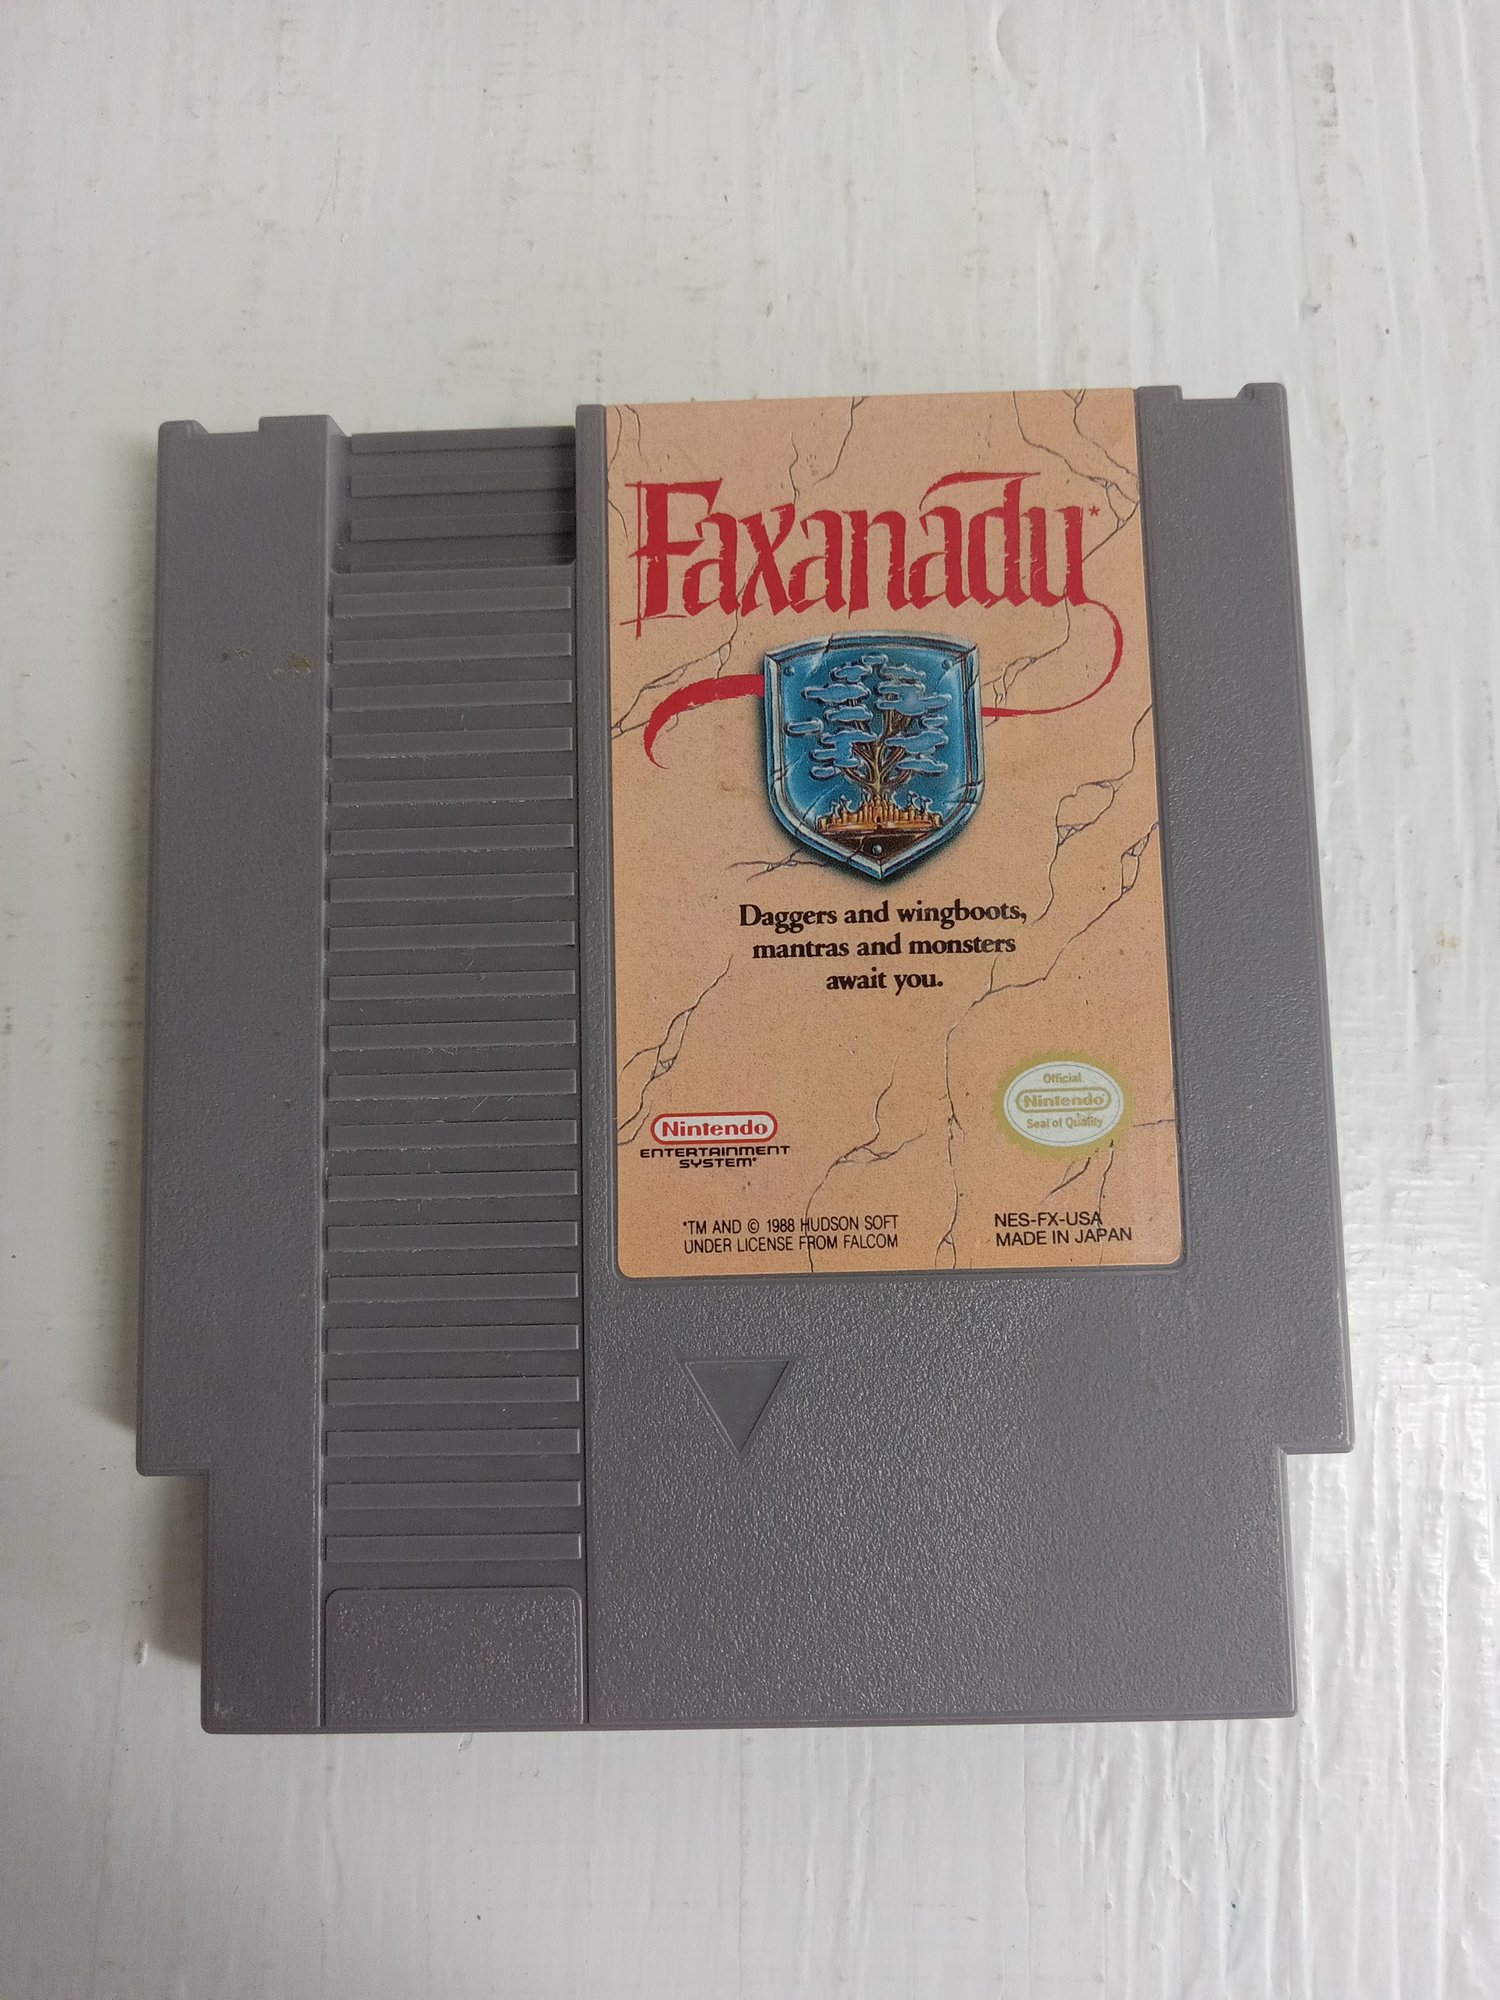 Faxanadu*
Daggers and wingboots,
mantras and monsters
await you.
Nintendo
ENTERTAINMENT
SYSTEM®
Official
Nintendo®
Seal of Quality
*TM AND © 1988 HUDSON SOFT
UNDER LICENSE FROM FALCOM
NES-FX-USA
MADE IN JAPAN